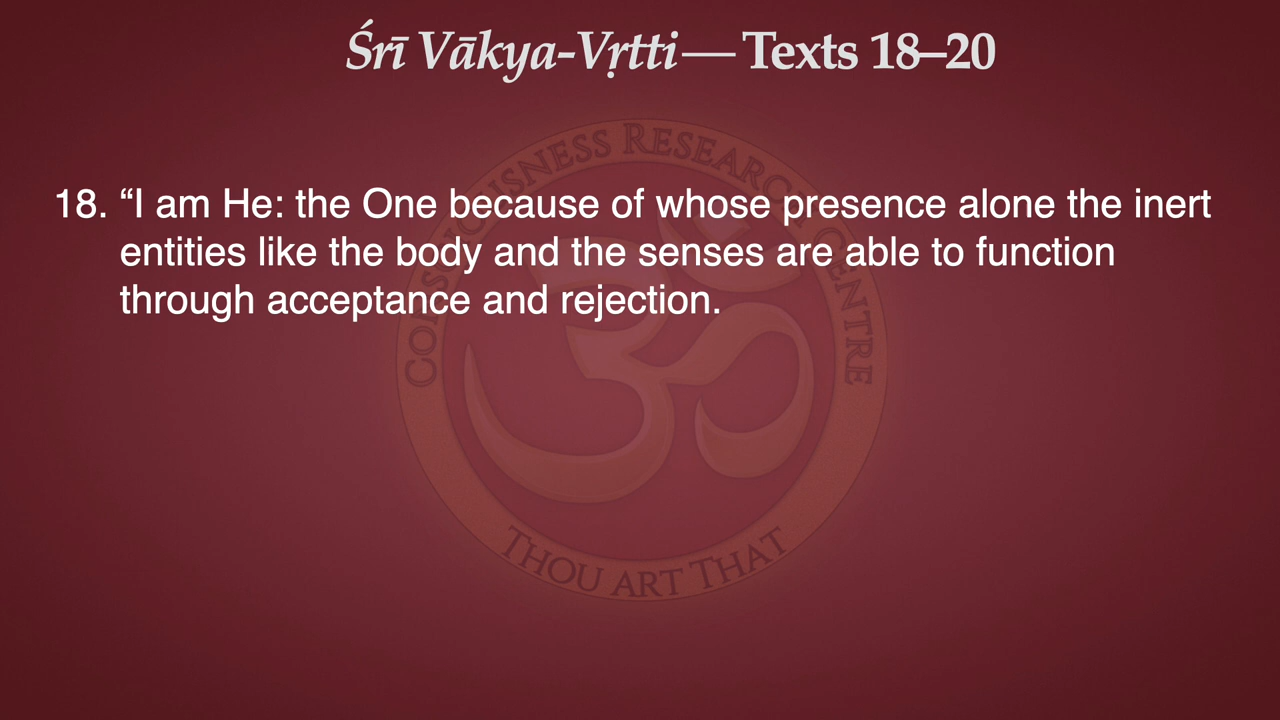 Śrī Vākya-Vṛtti—Texts 18–20
18. “I am He: the One because of whose presence alone the inert
entities like the body and the senses are able to function
through acceptance and rejection.
CONSCIOUSNESS RESEARCH CENTRE
ॐ
THOU ART THAT